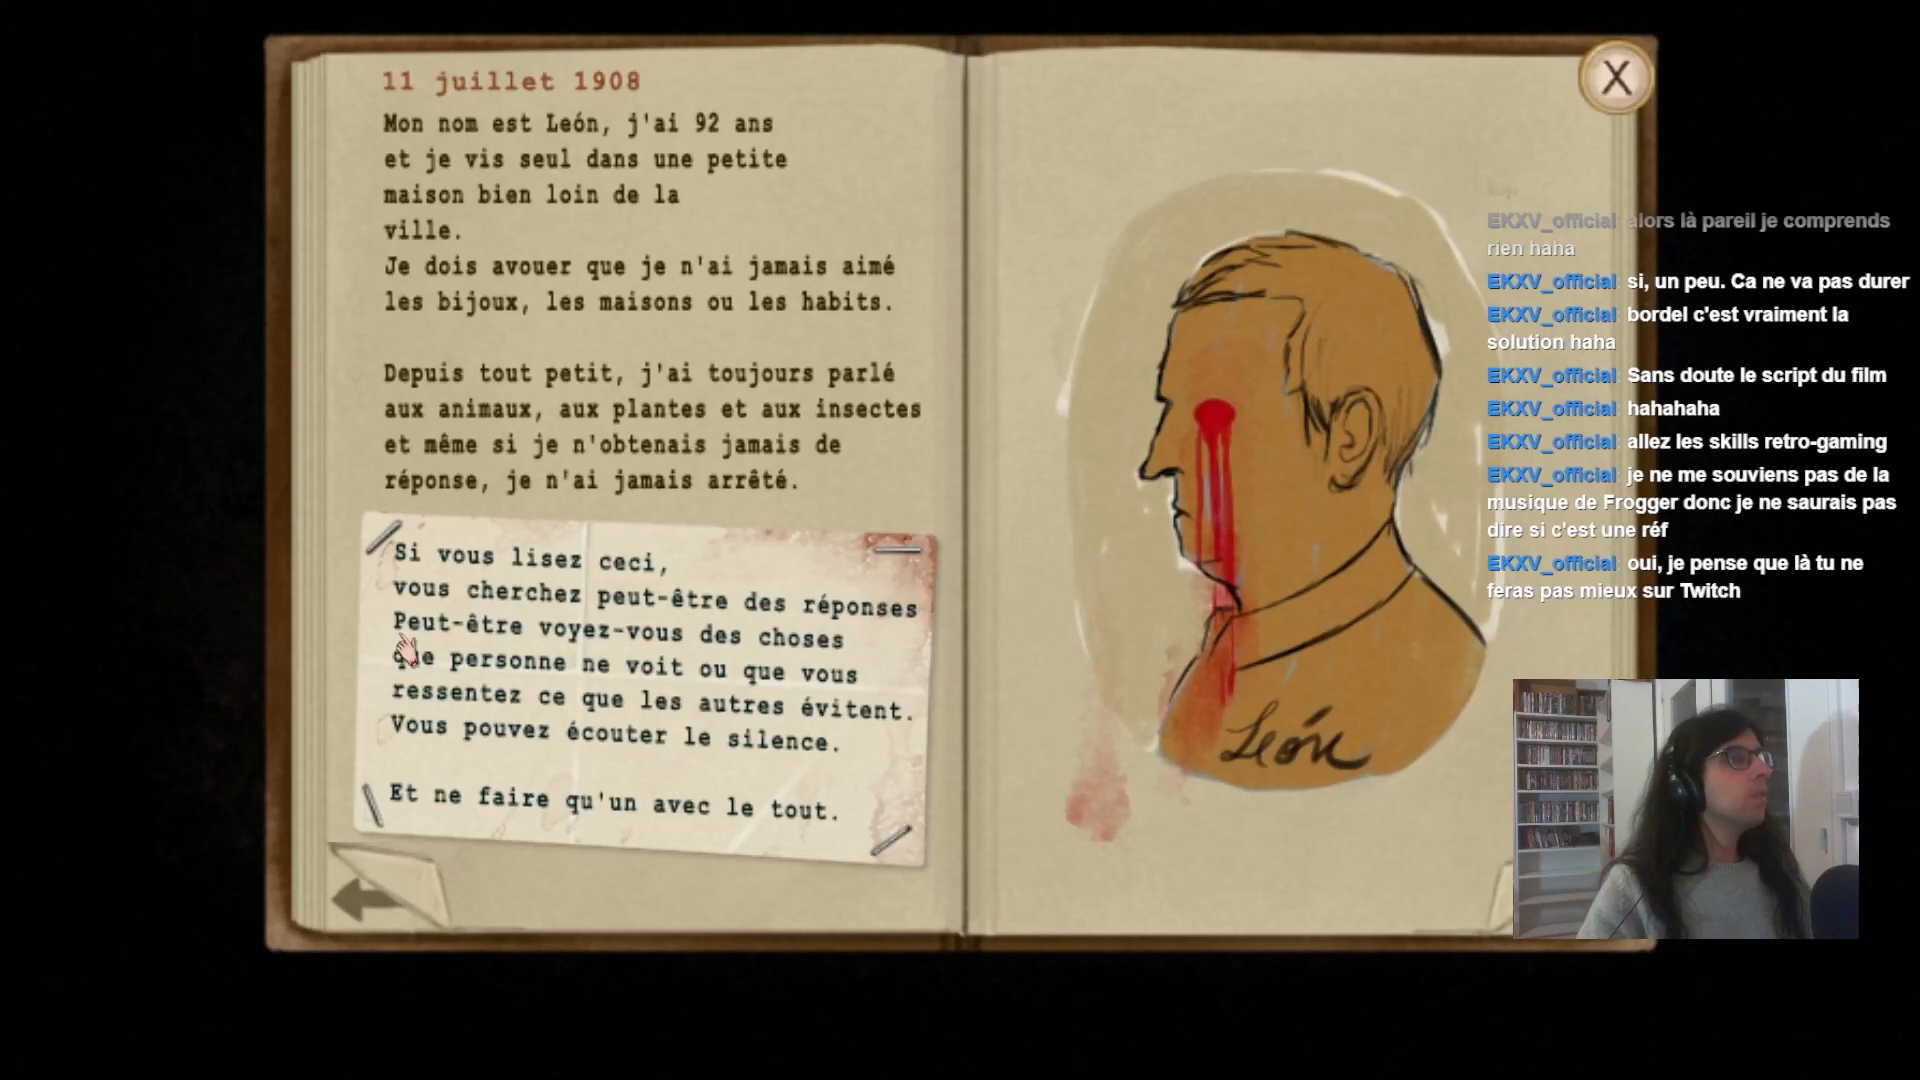 11 juillet 1908
Mon nom est León, j'ai 92 ans
et je vis seul dans une petite
maison bien loin de la
ville.
Je dois avouer que je n'ai jamais aimé
les bijoux, les maisons ou les habits.
Depuis tout petit, j'ai toujours parlé
aux animaux, aux plantes et aux insectes
et même si je n'obtenais jamais de
réponse, je n'ai jamais arrêté.
Si vous lisez ceci,
vous cherchez peut-être des réponses
Peut-être voyez-vous des choses
que personne ne voit ou que vous
ressentez ce que les autres évitent.
Vous pouvez écouter le silence.
Et ne faire qu'un avec le tout.
León
X
top
EKXV_official alors là pareil je comprends
rien haha
EKXV_official si, un peu. Ca ne va pas durer
EKXV_official bordel c'est vraiment la
solution haha
EKXV_official Sans doute le script du film
EKXV_official hahahaha
EKXV_official allez les skills retro-gaming
EKXV_official je ne me souviens pas de la
musique de Frogger donc je ne saurais pas
dire si c'est une réf
EKXV_official oui, je pense que là tu ne
feras pas mieux sur Twitch